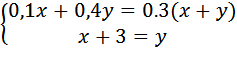 0,1x + 0,4y = 0.3(x + y)
x + 3 = y